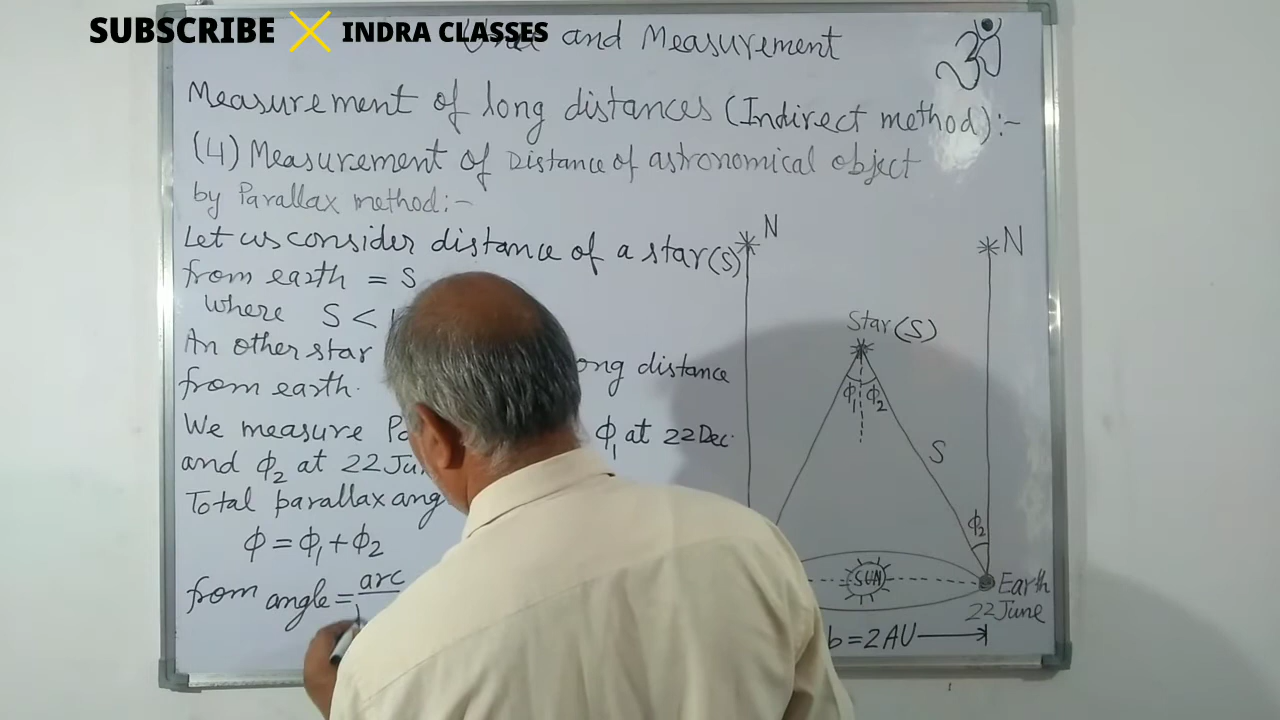 SUBSCRIBE INDRA CLASSES
and Measurement
ॐ
Measurement of long distances (Indirect method):-
(4) Measurement of Distance of astronomical object
by Parallax method:-
Let us consider distance of a star(S)
from earth = S
Where S <
An other star
long distance
from earth.
We measure
ϕ1 at 22 Dec.
and ϕ2 at 22
Total parallax
ϕ = ϕ1 + ϕ2
from angle = arc
N
N
Star (S)
ϕ1 ϕ2
S
ϕ2
SUN
Earth
22 June
b = 2AU